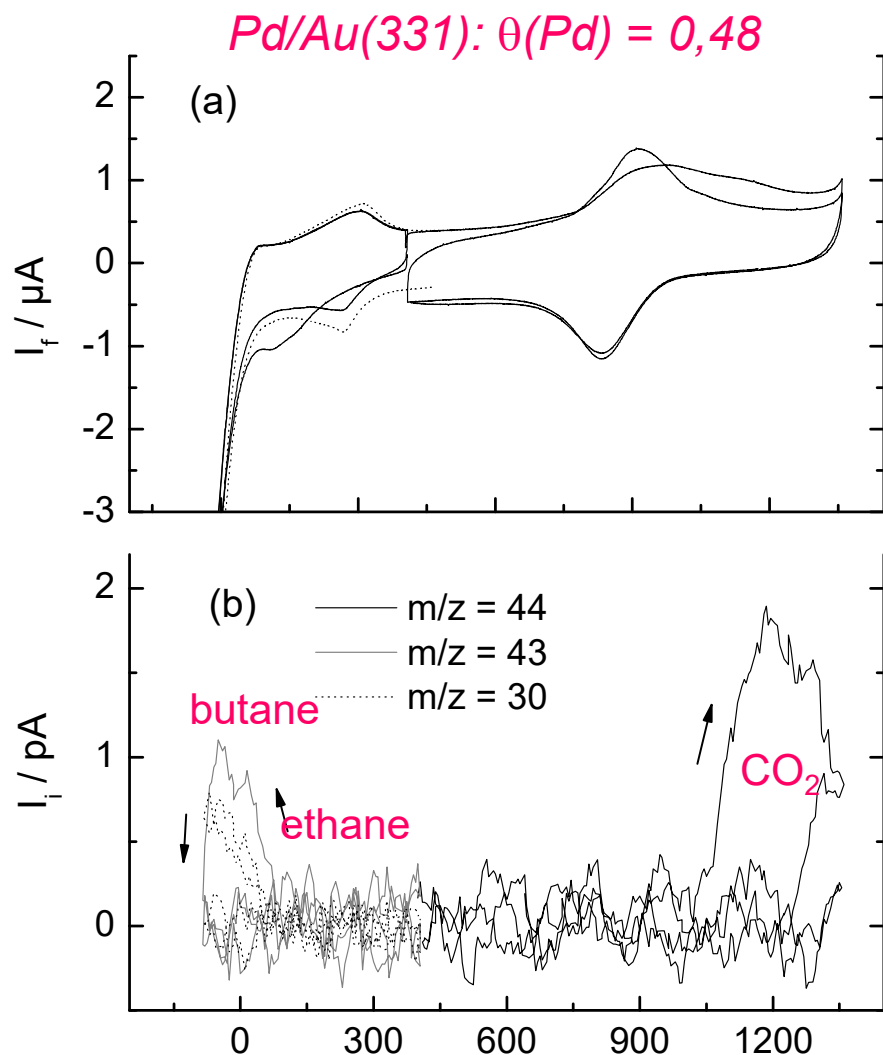 Pd/Au(331): θ(Pd) = 0,48
(a)
2
1
0
-1
-2
-3
I_f / μA
(b)
m/z = 44
m/z = 43
m/z = 30
butane
ethane
CO₂
2
1
0
I_i / pA
0 300 600 900 1200